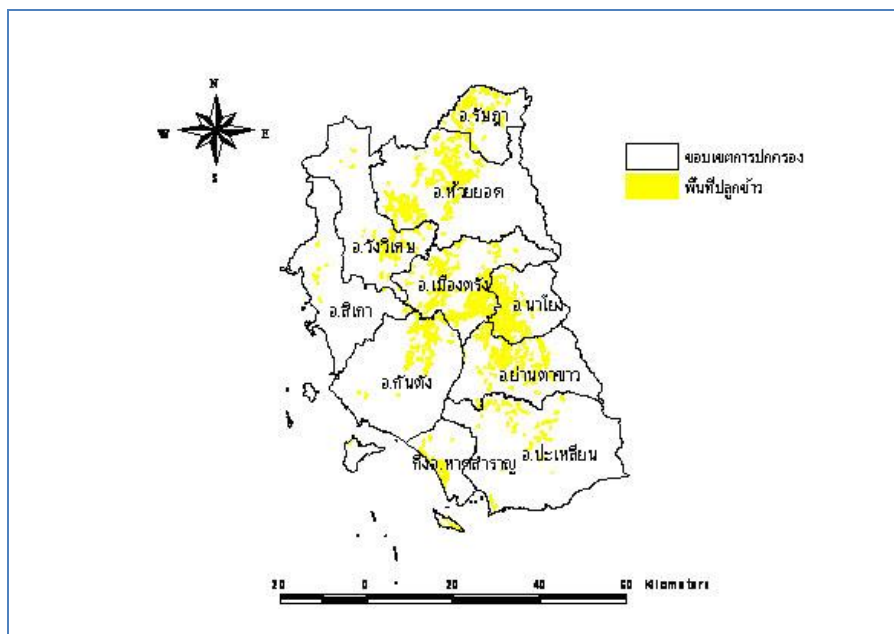 N
W E
S
อ.รัษฎา
อ.ห้วยยอด
อ.วังวิเศษ
อ.เมืองตรัง
อ.นาโยง
อ.สิเกา
อ.ย่านตาขาว
อ.กันตัง
อ.ปะเหลียน
กิ่งอ.หาดสำราญ
ขอบเขตการปกครอง
พื้นที่ปลูกข้าว
20 0 20 40 60 Kilometers